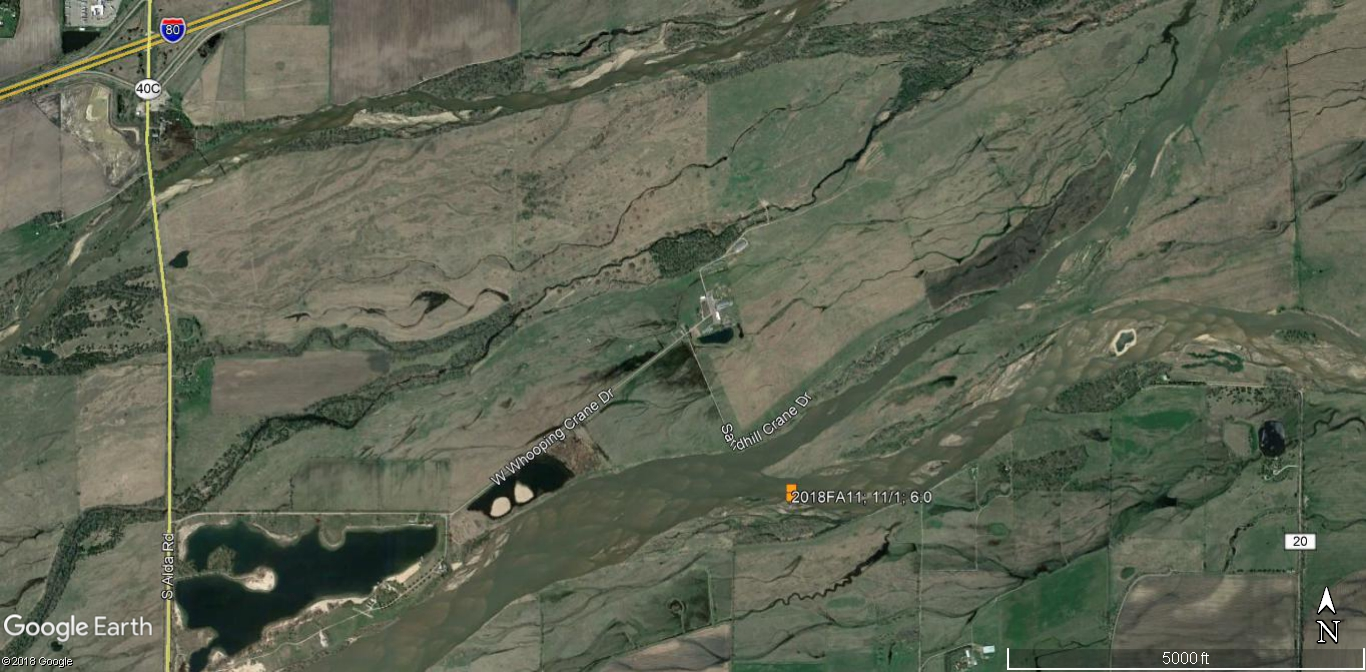 80
40C
W Whooping Crane Dr
Sandhill Crane Dr
2018FA11; 11/1; 6:0
20
S Alda Rd
Google Earth
©2018 Google
N
5000 ft